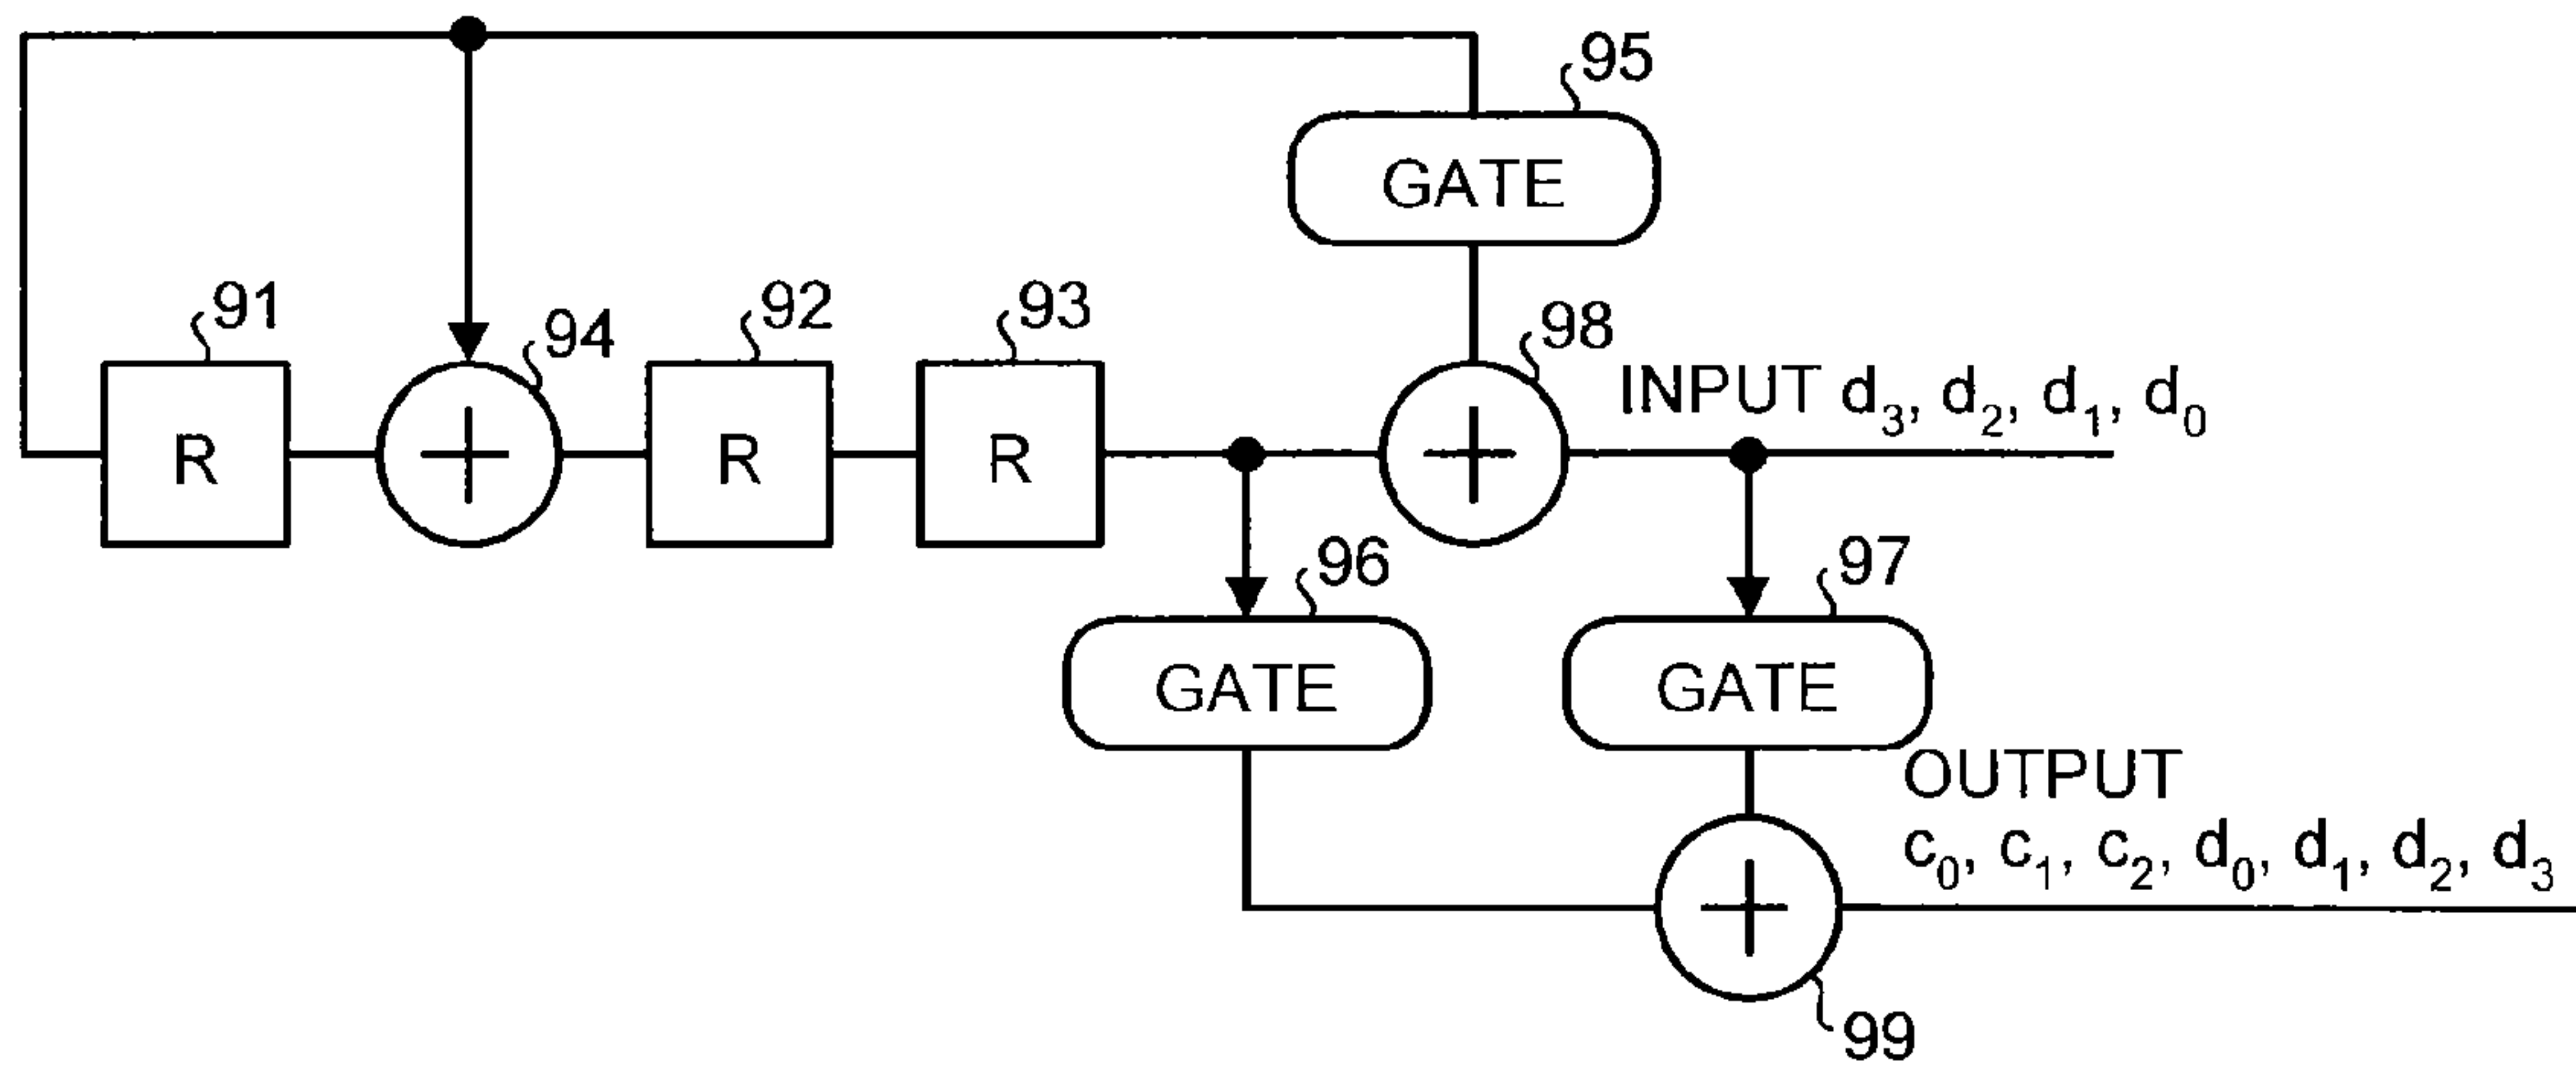 95
GATE
91
94
92
93
98
INPUT d₃, d₂, d₁, d₀
R
R
R
96
97
GATE
GATE
OUTPUT
c₀, c₁, c₂, d₀, d₁, d₂, d₃
99